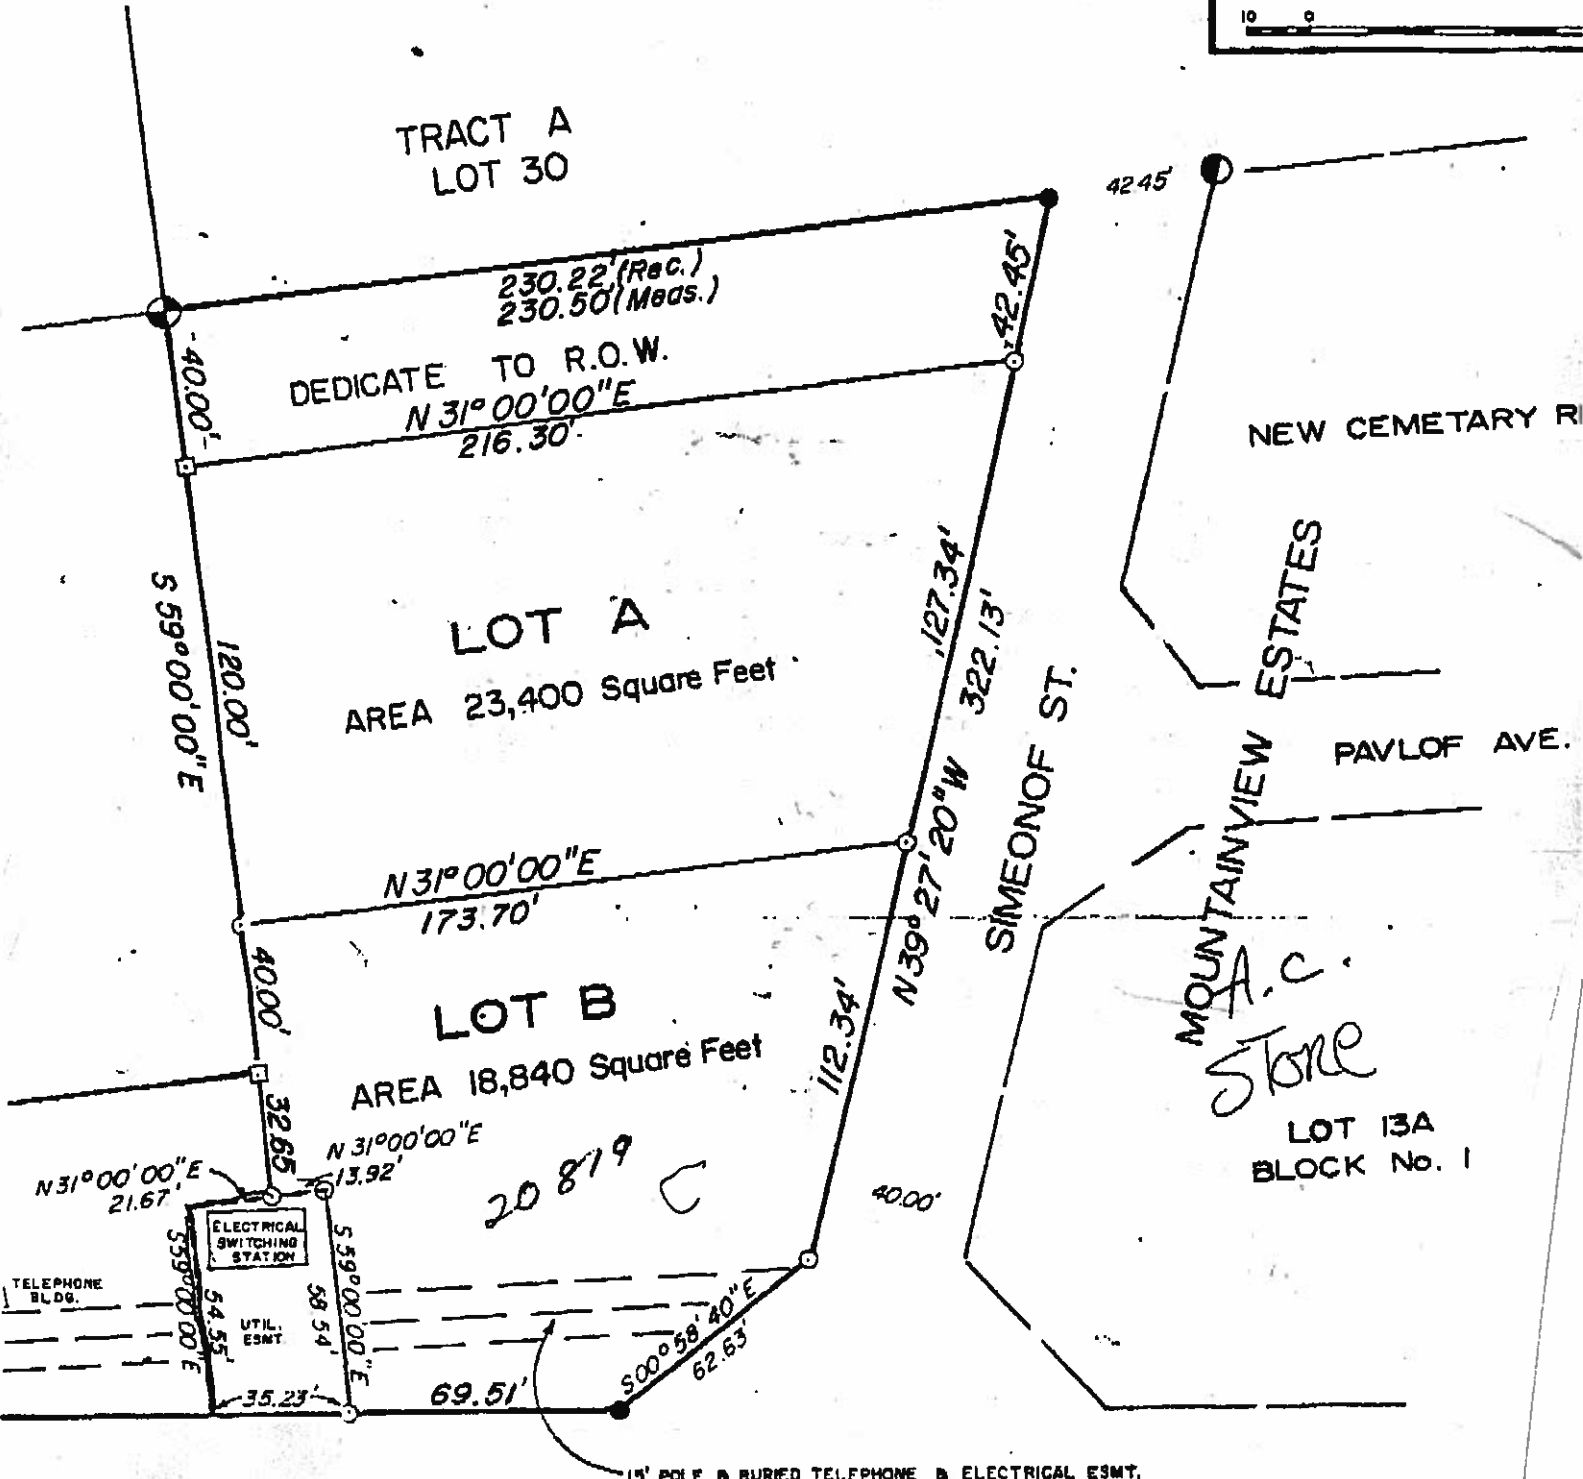 10 0
TRACT A
LOT 30
42.45'
230.22'(Rec.)
230.50'(Meas.)
42.45'
40.00'
DEDICATE TO R.O.W.
N 31° 00' 00" E
216.30'
NEW CEMETARY
S 59° 00' 00" E
120.00'
LOT A
AREA 23,400 Square Feet
127.34'
322.13'
N 39° 27' 20" W
SIMEONOF ST.
MOUNTAINVIEW ESTATES
PAVLOF AVE.
N 31° 00' 00" E
173.70'
40.00'
LOT B
AREA 18,840 Square Feet
112.34'
A.C.
Store
LOT 13A
BLOCK No. 1
32.65
N 31° 00' 00" E
13.92'
N 31° 00' 00" E
21.67'
20 879
C
40.00'
ELECTRICAL
SWITCHING
STATION
TELEPHONE
BLDG.
S 59° 00' 00" E
54.55'
UTIL.
ESMT.
58.54'
S 59° 00' 00" E
S 00° 58' 40" E
62.63'
35.23'
69.51'
15' POLE & BURIED TELEPHONE & ELECTRICAL ESMT.